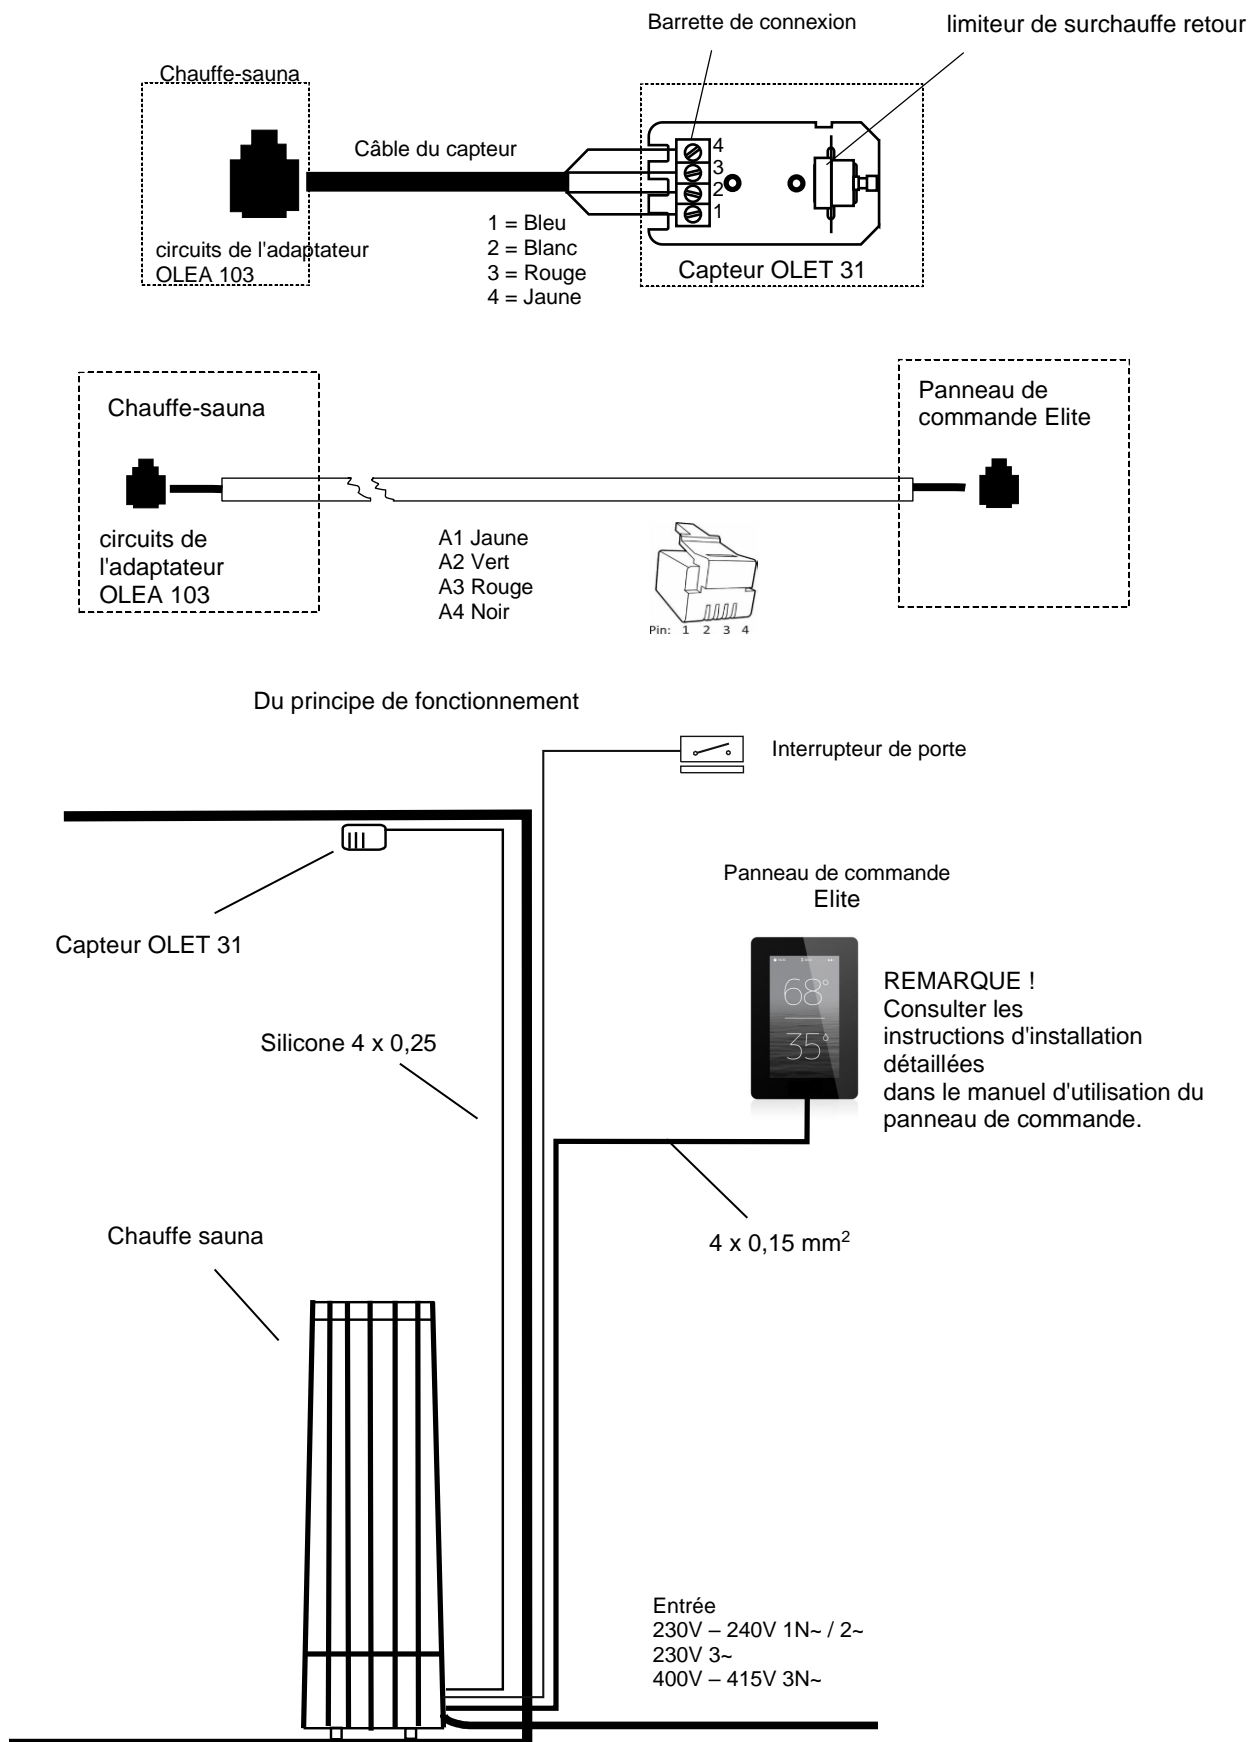 Barrette de connexion
limiteur de surchauffe retour
Chauffe-sauna
Câble du capteur
4
3
2
1
1 = Bleu
2 = Blanc
3 = Rouge
4 = Jaune
circuits de l'adaptateur
OLEA 103
Capteur OLET 31
Chauffe-sauna
Panneau de
commande Elite
circuits de
l'adaptateur
OLEA 103
A1 Jaune
A2 Vert
A3 Rouge
A4 Noir
Pin: 1 2 3 4
Du principe de fonctionnement
Interrupteur de porte
Panneau de commande
Elite
Capteur OLET 31
68°
35°
REMARQUE !
Consulter les
instructions d'installation
détaillées
dans le manuel d'utilisation du
panneau de commande.
Silicone 4 x 0,25
4 x 0,15 mm²
Chauffe sauna
Entrée
230V – 240V 1N~ / 2~
230V 3~
400V – 415V 3N~